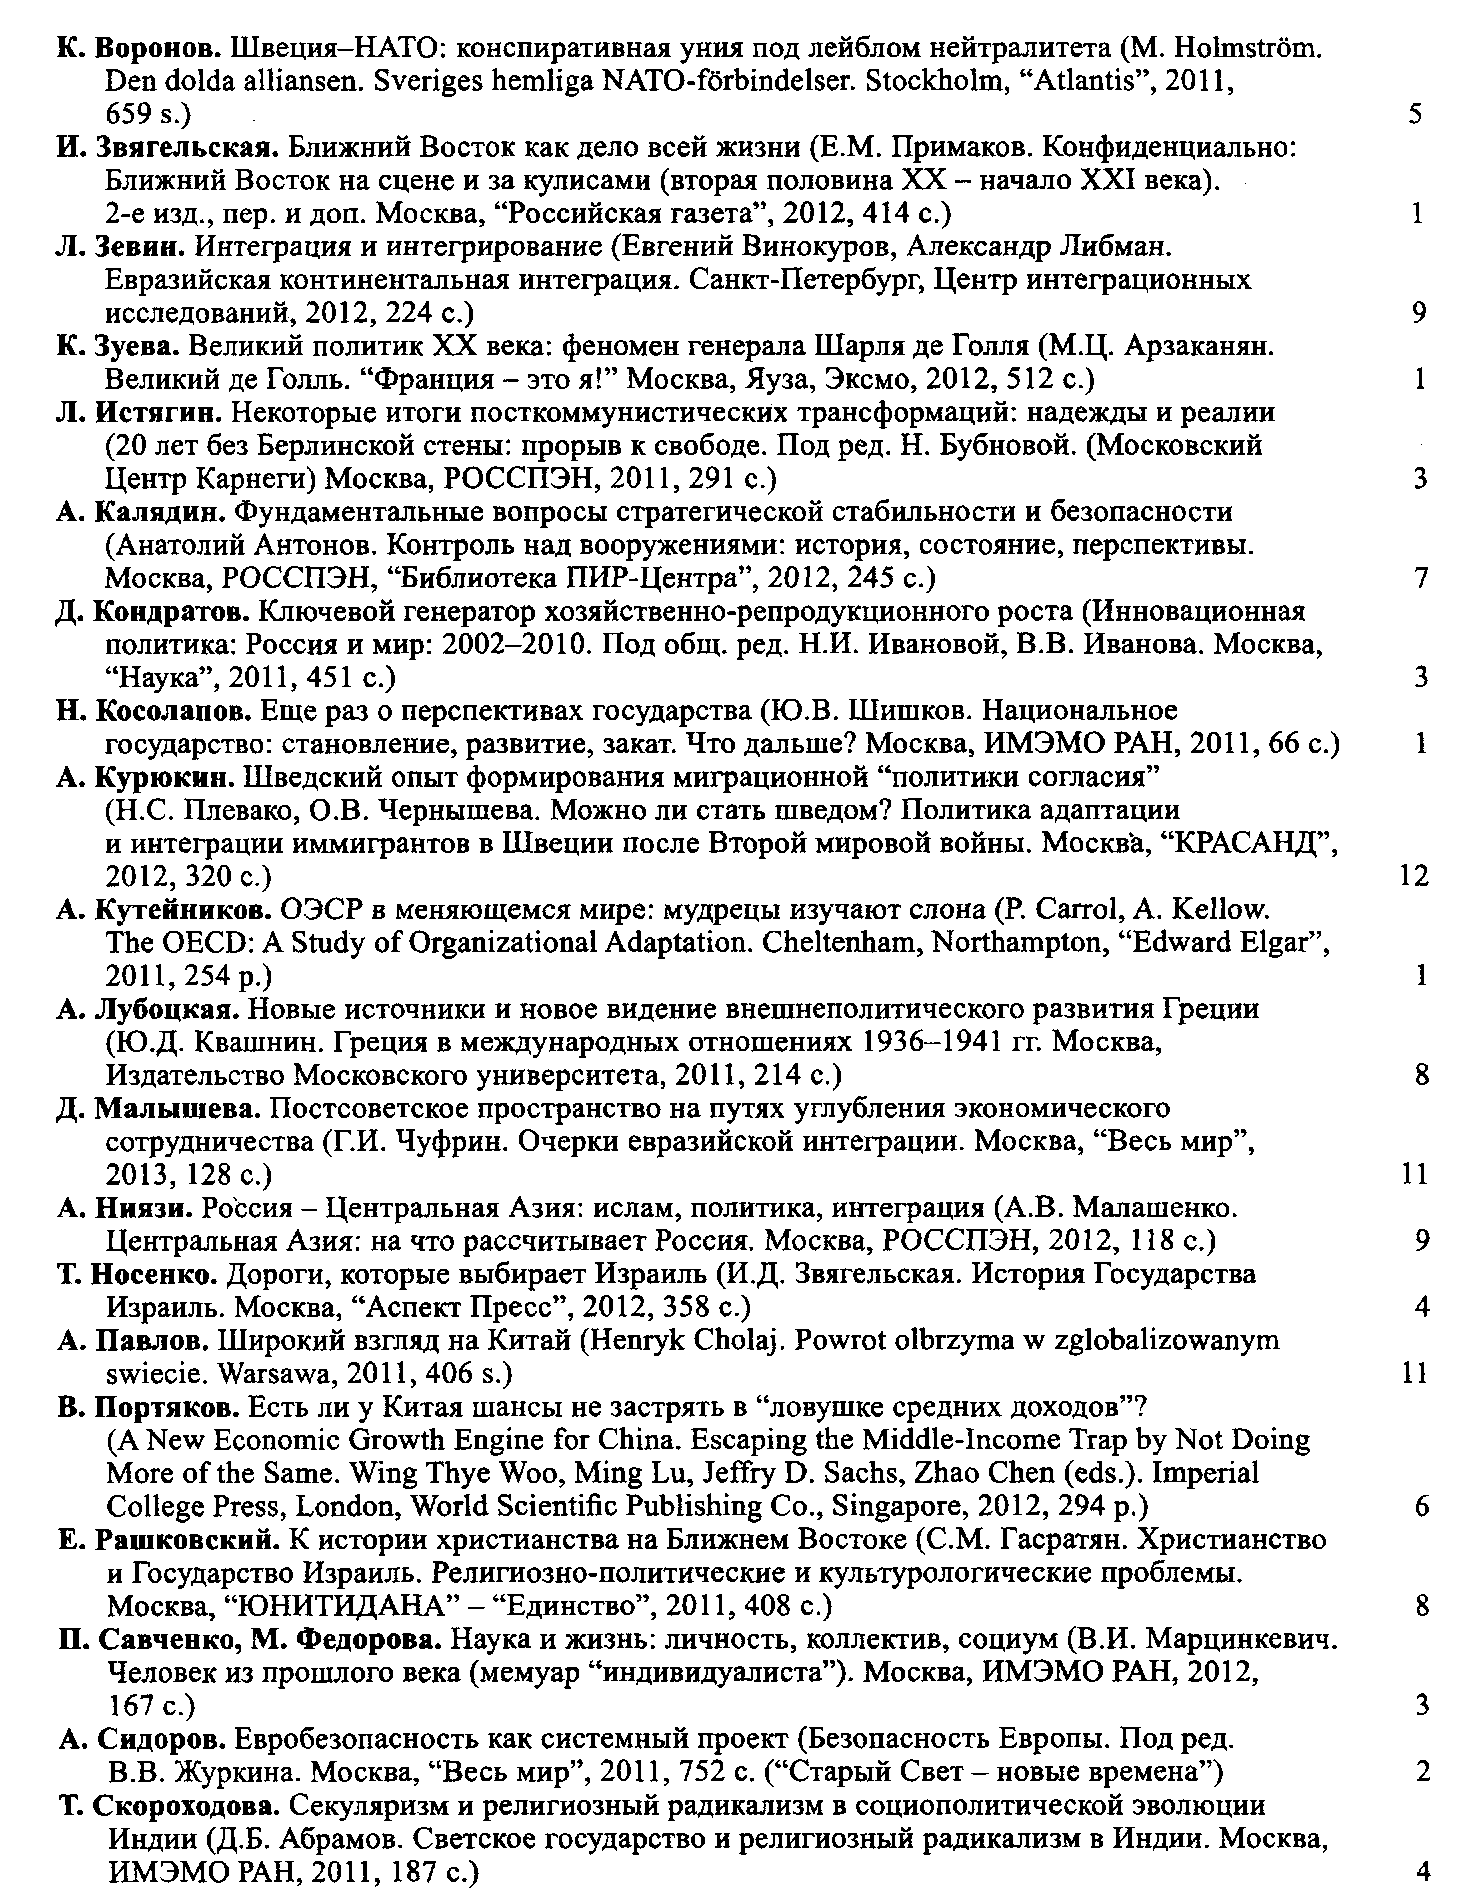 К. Воронов. Швеция–НАТО: конспиративная уния под лейблом нейтралитета (M. Holmström.
Den dolda alliansen. Sveriges hemliga NATO-förbindelser. Stockholm, “Atlantis”, 2011,
659 s.) 5
И. Звягельская. Ближний Восток как дело всей жизни (Е.М. Примаков. Конфиденциально:
Ближний Восток на сцене и за кулисами (вторая половина XX – начало XXI века).
2-е изд., пер. и доп. Москва, “Российская газета”, 2012, 414 с.) 1
Л. Зевин. Интеграция и интегрирование (Евгений Винокуров, Александр Либман.
Евразийская континентальная интеграция. Санкт-Петербург, Центр интеграционных
исследований, 2012, 224 с.) 9
К. Зуева. Великий политик XX века: феномен генерала Шарля де Голля (М.Ц. Арзаканян.
Великий де Голль. “Франция – это я!” Москва, Яуза, Эксмо, 2012, 512 с.) 1
Л. Истягин. Некоторые итоги посткоммунистических трансформаций: надежды и реалии
(20 лет без Берлинской стены: прорыв к свободе. Под ред. Н. Бубновой. (Московский
Центр Карнеги) Москва, РОССПЭН, 2011, 291 с.) 3
А. Калядин. Фундаментальные вопросы стратегической стабильности и безопасности
(Анатолий Антонов. Контроль над вооружениями: история, состояние, перспективы.
Москва, РОССПЭН, “Библиотека ПИР-Центра”, 2012, 245 с.) 7
Д. Кондратов. Ключевой генератор хозяйственно-репродукционного роста (Инновационная
политика: Россия и мир: 2002–2010. Под общ. ред. Н.И. Ивановой, В.В. Иванова. Москва,
“Наука”, 2011, 451 с.) 3
Н. Косолапов. Еще раз о перспективах государства (Ю.В. Шишков. Национальное
государство: становление, развитие, закат. Что дальше? Москва, ИМЭМО РАН, 2011, 66 с.) 1
А. Курюкин. Шведский опыт формирования миграционной “политики согласия”
(Н.С. Плевако, О.В. Чернышева. Можно ли стать шведом? Политика адаптации
и интеграции иммигрантов в Швеции после Второй мировой войны. Москва, “КРАСАНД”,
2012, 320 с.) 12
А. Кутейников. ОЭСР в меняющемся мире: мудрецы изучают слона (P. Carrol, A. Kellow.
The OECD: A Study of Organizational Adaptation. Cheltenham, Northampton, “Edward Elgar”,
2011, 254 p.) 1
А. Лубоцкая. Новые источники и новое видение внешнеполитического развития Греции
(Ю.Д. Квашнин. Греция в международных отношениях 1936–1941 гг. Москва,
Издательство Московского университета, 2011, 214 с.) 8
Д. Малышева. Постсоветское пространство на путях углубления экономического
сотрудничества (Г.И. Чуфрин. Очерки евразийской интеграции. Москва, “Весь мир”,
2013, 128 с.) 11
А. Ниязи. Россия – Центральная Азия: ислам, политика, интеграция (А.В. Малашенко.
Центральная Азия: на что рассчитывает Россия. Москва, РОССПЭН, 2012, 118 с.) 9
Т. Носенко. Дороги, которые выбирает Израиль (И.Д. Звягельская. История Государства
Израиль. Москва, “Аспект Пресс”, 2012, 358 с.) 4
А. Павлов. Широкий взгляд на Китай (Henryk Cholaj. Powrot olbrzyma w zglobalizowanym
swiecie. Warsawa, 2011, 406 s.) 11
В. Портяков. Есть ли у Китая шансы не застрять в “ловушке средних доходов”?
(A New Economic Growth Engine for China. Escaping the Middle-Income Trap by Not Doing
More of the Same. Wing Thye Woo, Ming Lu, Jeffry D. Sachs, Zhao Chen (eds.). Imperial
College Press, London, World Scientific Publishing Co., Singapore, 2012, 294 p.) 6
Е. Рашковский. К истории христианства на Ближнем Востоке (С.М. Гасратян. Христианство
и Государство Израиль. Религиозно-политические и культурологические проблемы.
Москва, “ЮНИТИДАНА” – “Единство”, 2011, 408 с.) 8
П. Савченко, М. Федорова. Наука и жизнь: личность, коллектив, социум (В.И. Марцинкевич.
Человек из прошлого века (мемуар “индивидуалиста”). Москва, ИМЭМО РАН, 2012,
167 с.) 3
А. Сидоров. Евробезопасность как системный проект (Безопасность Европы. Под ред.
В.В. Журкина. Москва, “Весь мир”, 2011, 752 с. (“Старый Свет – новые времена”) 2
Т. Скороходова. Секуляризм и религиозный радикализм в социополитической эволюции
Индии (Д.Б. Абрамов. Светское государство и религиозный радикализм в Индии. Москва,
ИМЭМО РАН, 2011, 187 с.) 4